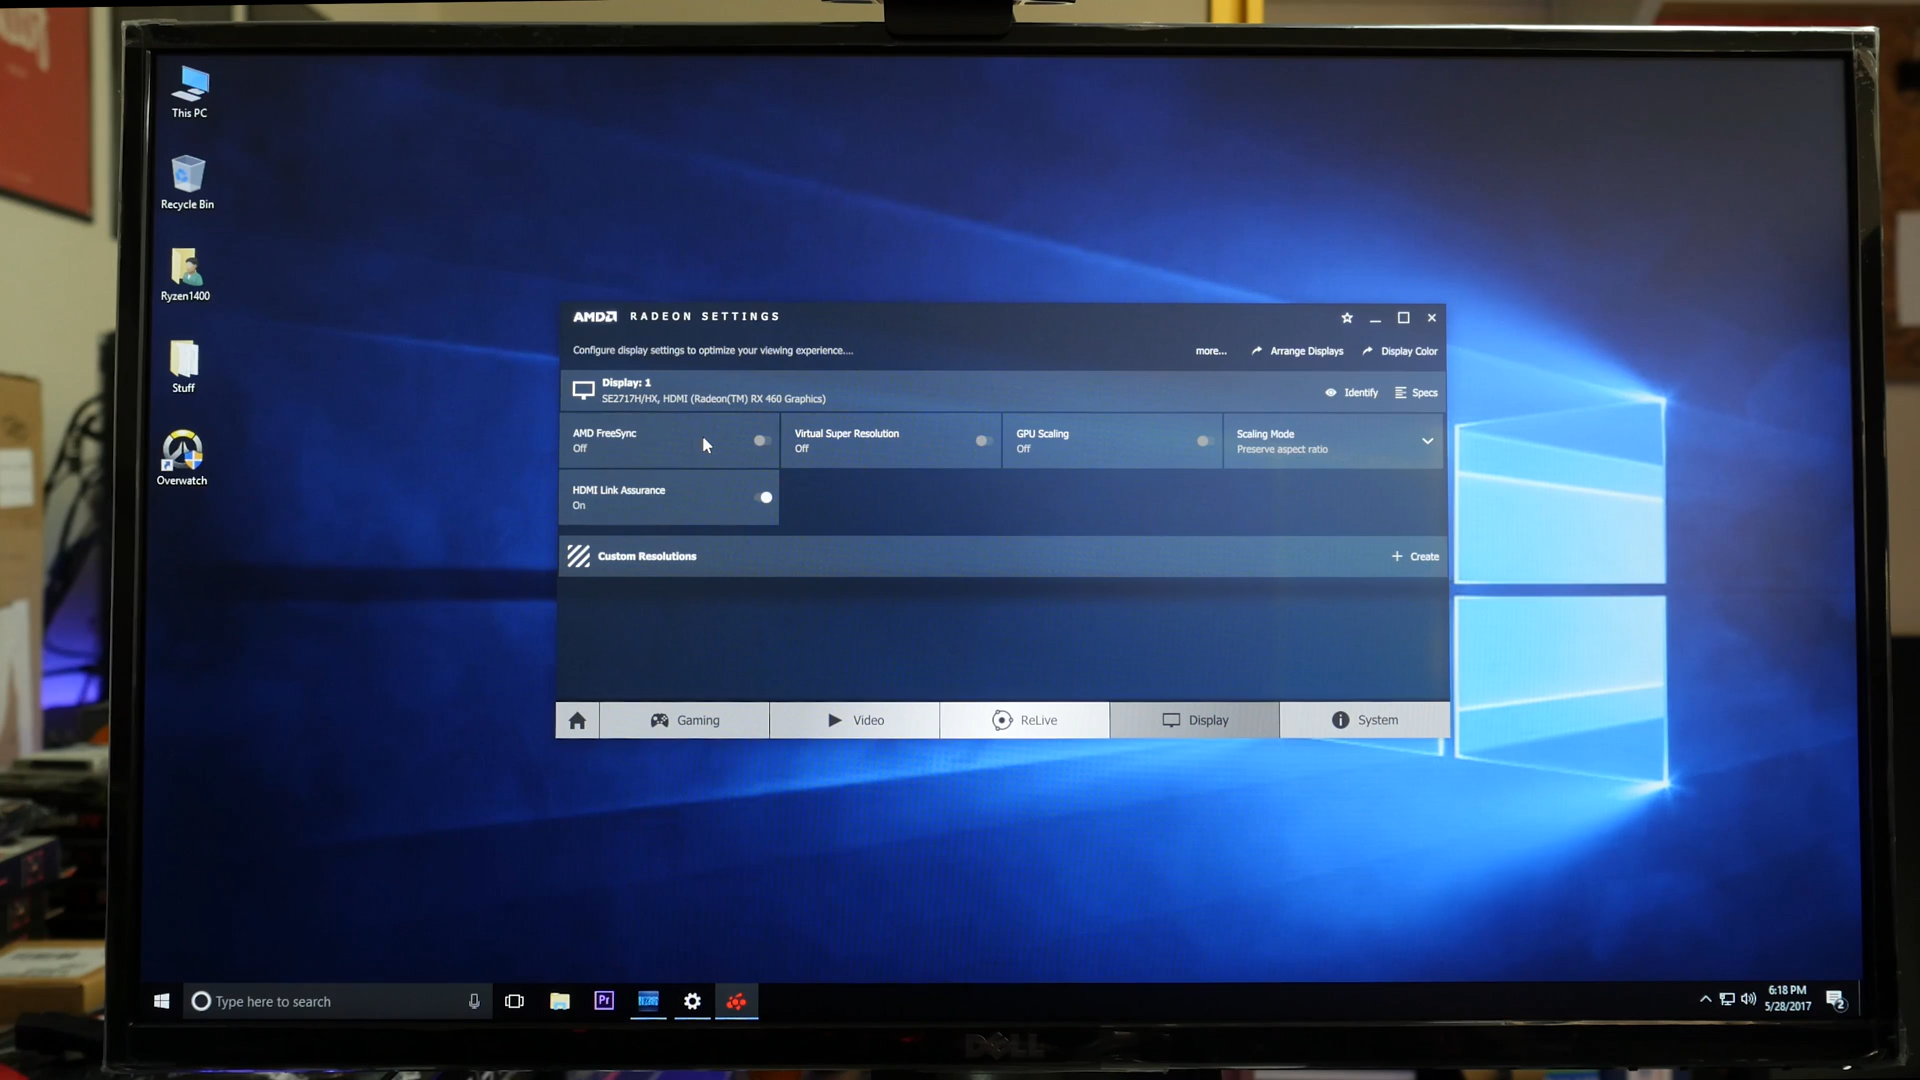 This PC
Recycle Bin
Ryzen1400
Stuff
Overwatch
AMD RADEON SETTINGS
Configure display settings to optimize your viewing experience....
more... Arrange Displays Display Color
Display: 1
SE2717H/HX, HDMI (Radeon(TM) RX 460 Graphics)
Identify Specs
AMD FreeSync
Off
Virtual Super Resolution
Off
GPU Scaling
Off
Scaling Mode
Preserve aspect ratio
HDMI Link Assurance
On
Custom Resolutions
Create
Gaming Video ReLive Display System
Type here to search
Pr
6:18 PM
5/28/2017
2
DELL